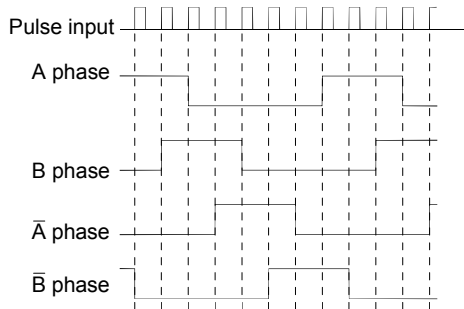 Pulse input
A phase
B phase
A̅ phase
B̅ phase